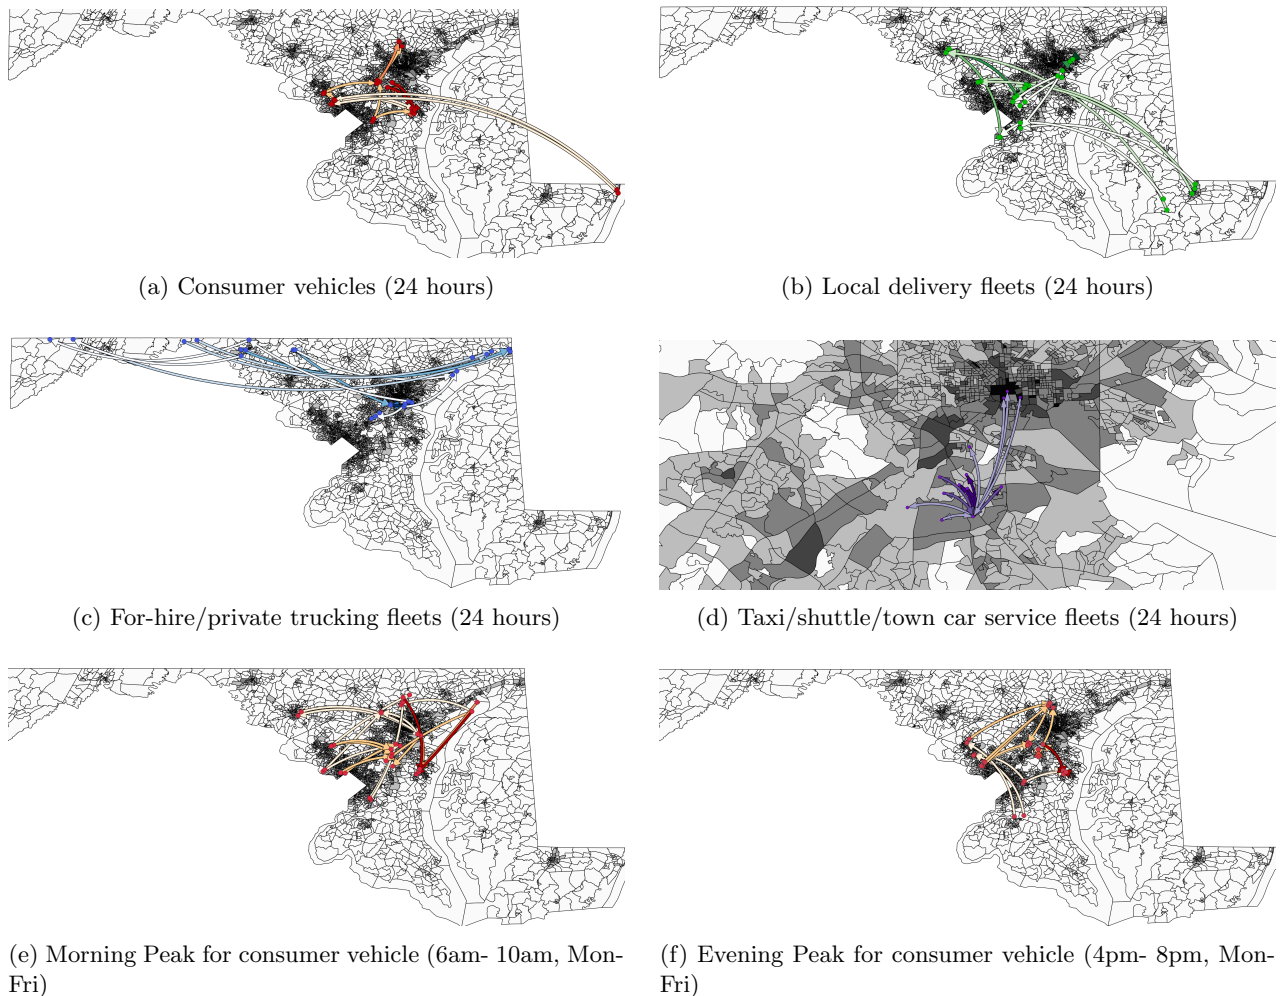 (a) Consumer vehicles (24 hours)
(b) Local delivery fleets (24 hours)
(c) For-hire/private trucking fleets (24 hours)
(d) Taxi/shuttle/town car service fleets (24 hours)
(e) Morning Peak for consumer vehicle (6am- 10am, Mon-
Fri)
(f) Evening Peak for consumer vehicle (4pm- 8pm, Mon-
Fri)